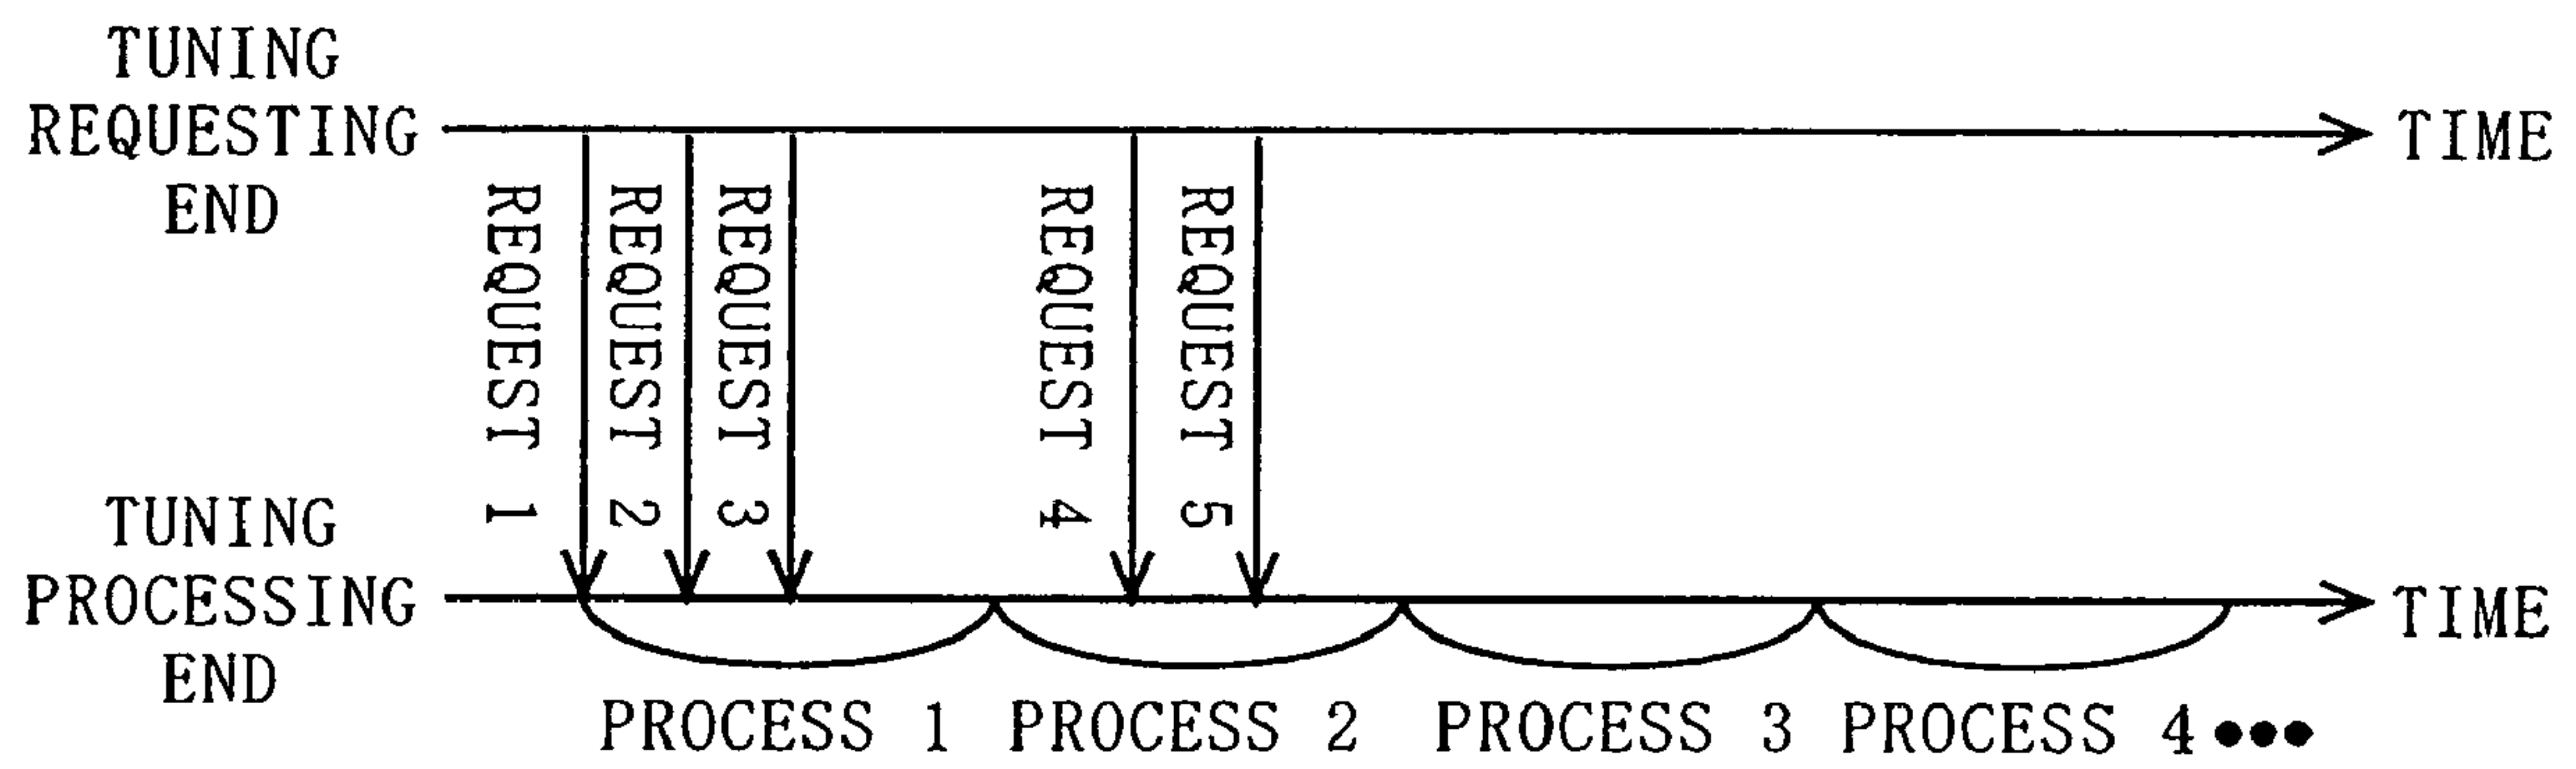 TUNING
REQUESTING
END
TIME
REQUEST 1
REQUEST 2
REQUEST 3
REQUEST 4
REQUEST 5
TUNING
PROCESSING
END
TIME
PROCESS 1 PROCESS 2 PROCESS 3 PROCESS 4●●●